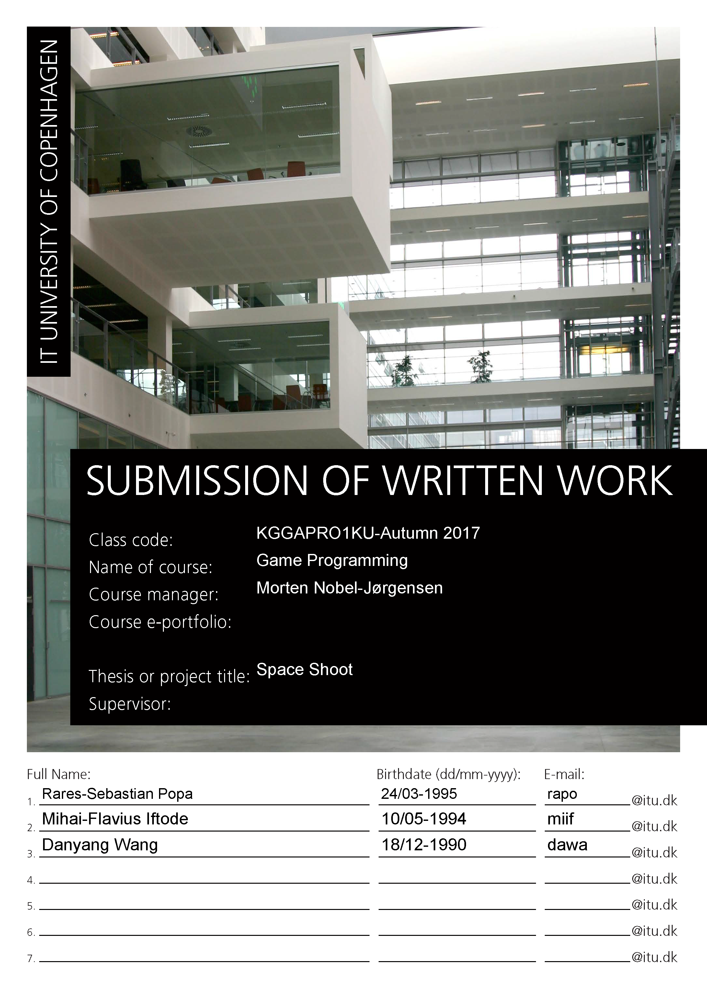 IT UNIVERSITY OF COPENHAGEN
SUBMISSION OF WRITTEN WORK
Class code: KGGAPRO1KU-Autumn 2017
Name of course: Game Programming
Course manager: Morten Nobel-Jørgensen
Course e-portfolio:
Thesis or project title: Space Shoot
Supervisor:
Full Name: Birthdate (dd/mm-yyyy): E-mail:
1. Rares-Sebastian Popa 24/03-1995 rapo @itu.dk
2. Mihai-Flavius Iftode 10/05-1994 miif @itu.dk
3. Danyang Wang 18/12-1990 dawa @itu.dk
4. @itu.dk
5. @itu.dk
6. @itu.dk
7. @itu.dk